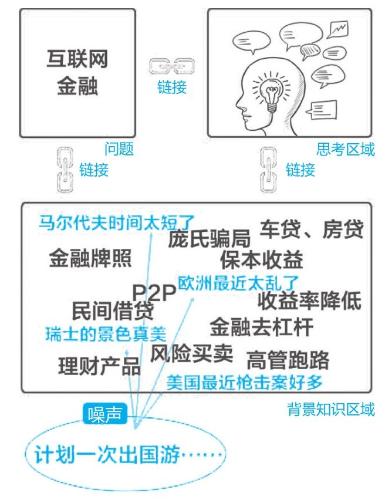 互联网
金融
链接
问题
思考区域
链接
链接
马尔代夫时间太短了
庞氏骗局
车贷、房贷
金融牌照
保本收益
P2P
欧洲最近太乱了
民间借贷
收益率降低
瑞士的景色真美
金融去杠杆
理财产品
风险买卖
高管跑路
美国最近枪击案好多
背景知识区域
噪声
计划一次出国游……